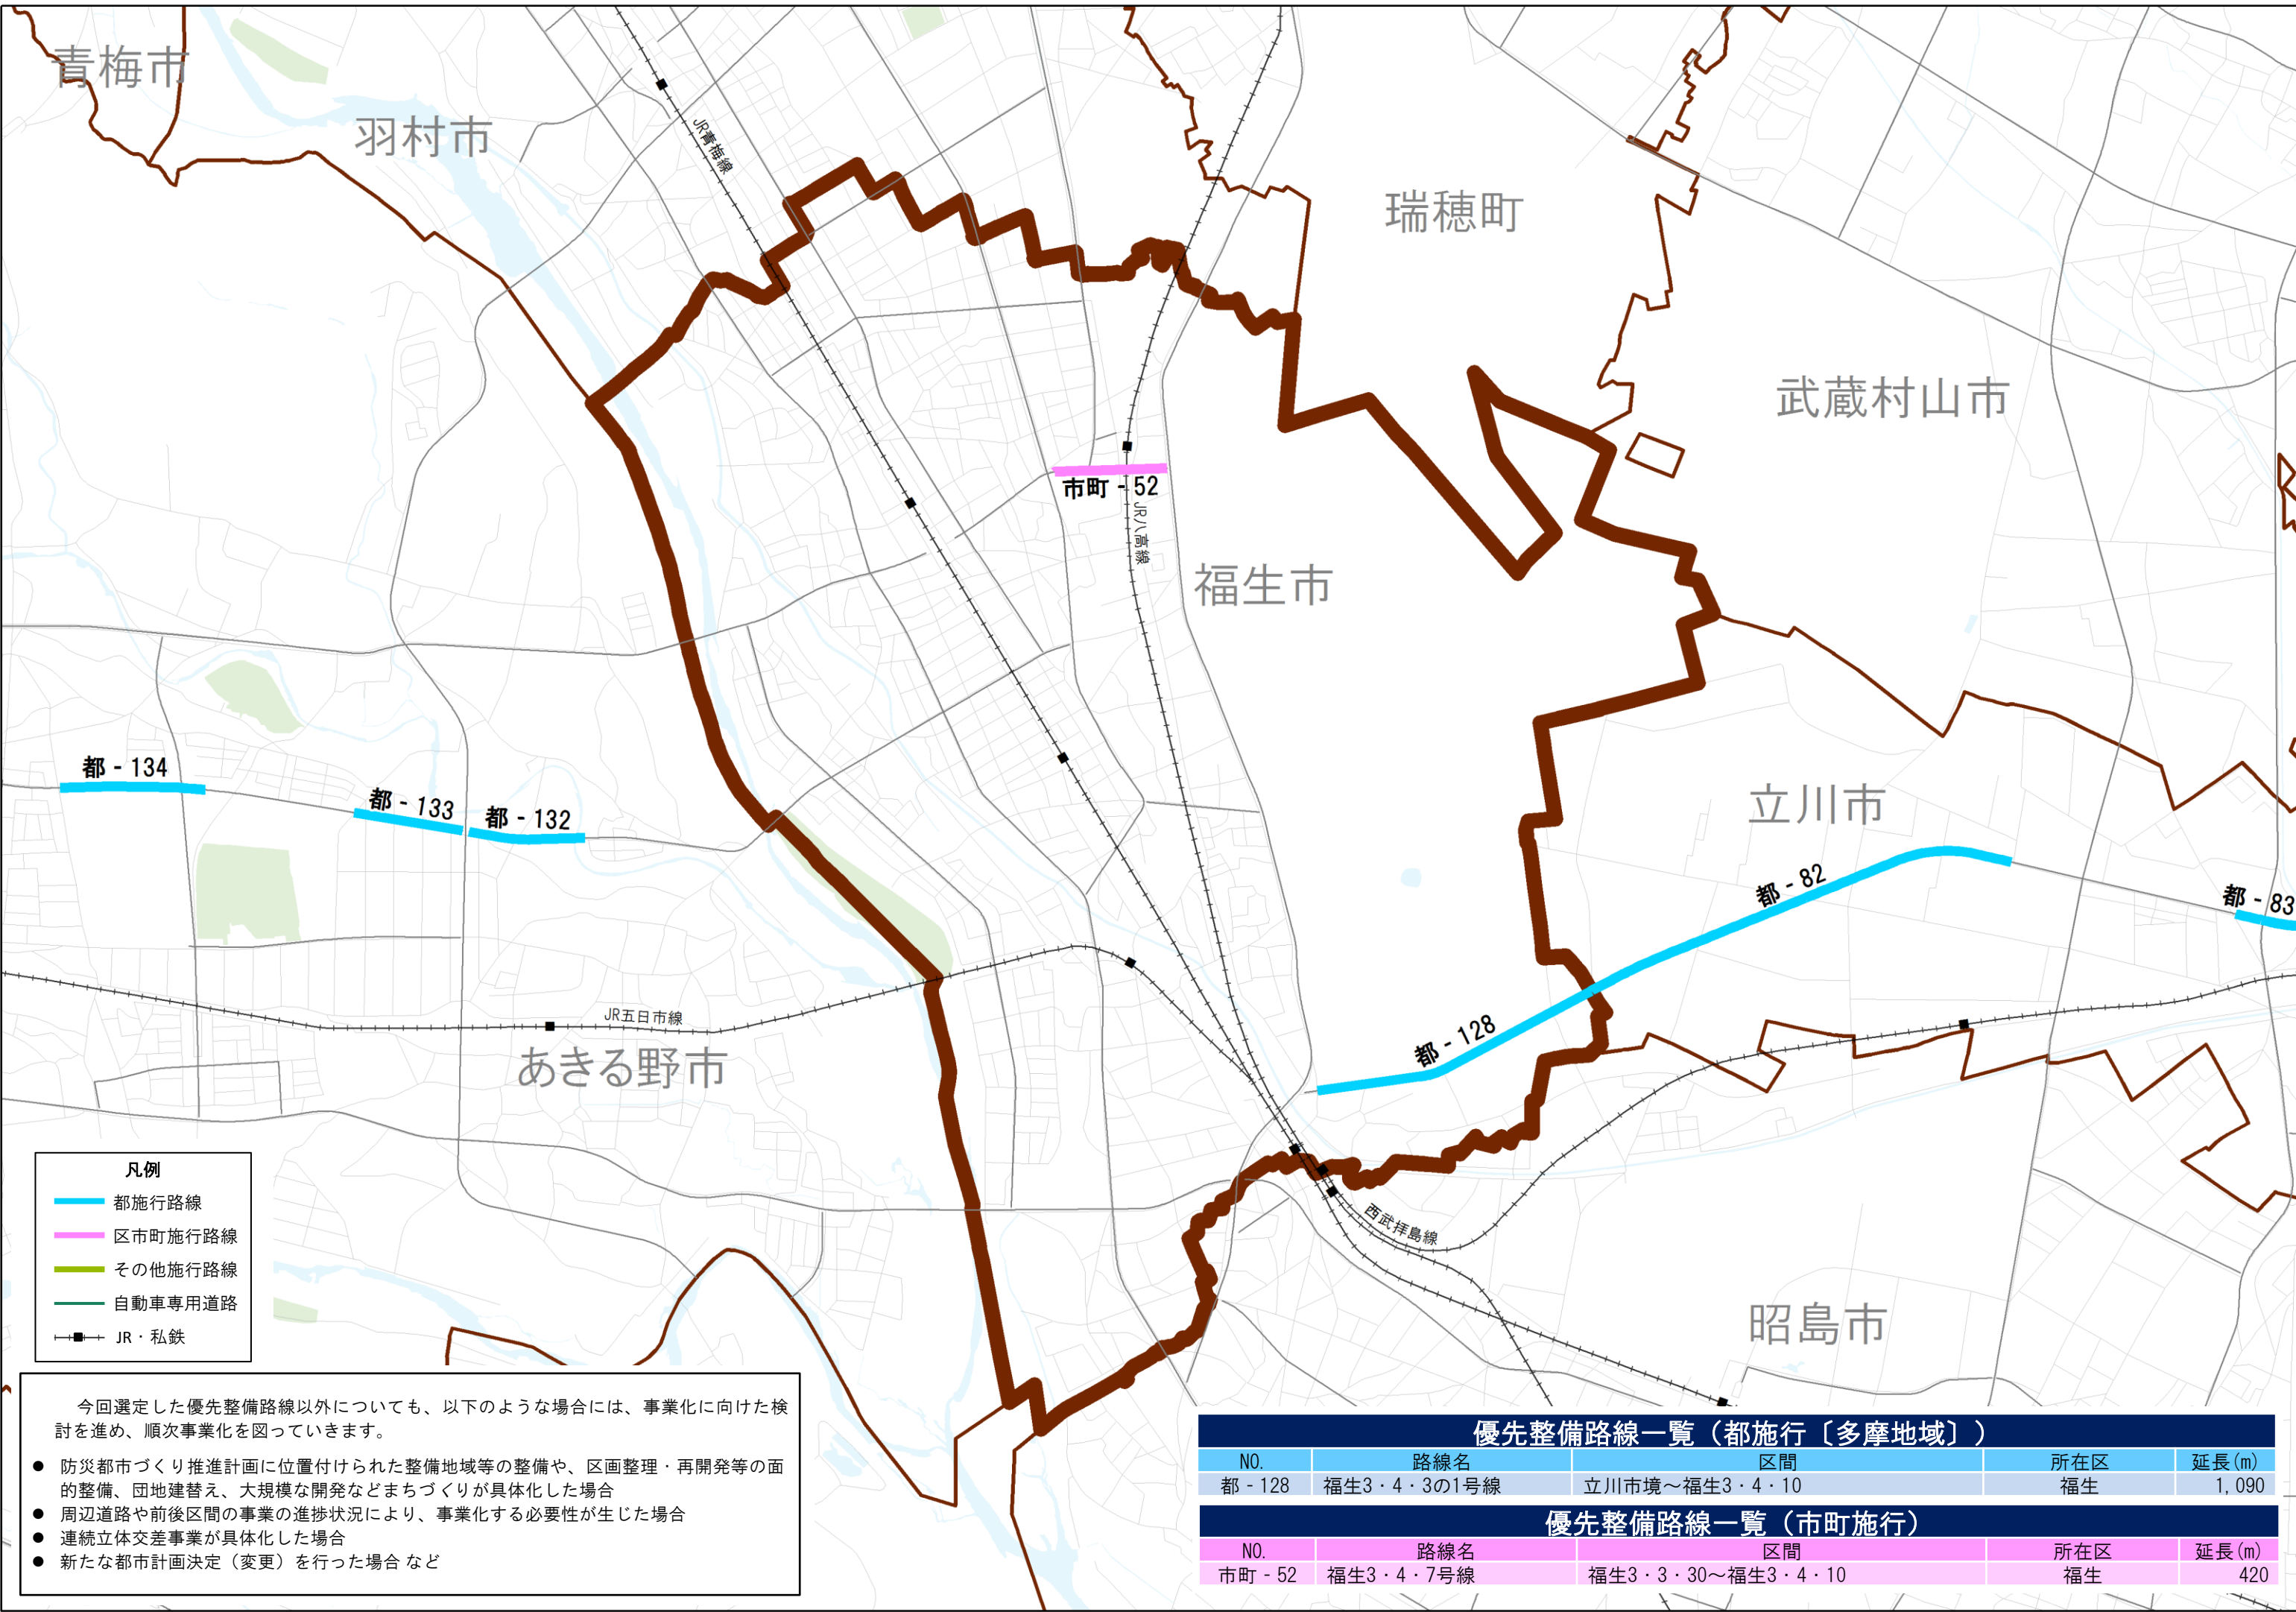 青梅市
羽村市
JR青梅線
瑞穂町
武蔵村山市
市町 - 52
JR八高線
福生市
都 - 134
都 - 133
都 - 132
立川市
都 - 82
都 - 83
都 - 128
JR五日市線
あきる野市
西武拝島線
昭島市
凡例
都施行路線
区市町施行路線
その他施行路線
自動車専用道路
JR・私鉄
今回選定した優先整備路線以外についても、以下のような場合には、事業化に向けた検
討を進め、順次事業化を図っていきます。
● 防災都市づくり推進計画に位置付けられた整備地域等の整備や、区画整理・再開発等の面
的整備、団地建替え、大規模な開発などまちづくりが具体化した場合
● 周辺道路や前後区間の事業の進捗状況により、事業化する必要性が生じた場合
● 連続立体交差事業が具体化した場合
● 新たな都市計画決定（変更）を行った場合 など
優先整備路線一覧（都施行〔多摩地域〕）
NO. 路線名 区間 所在区 延長(m)
都 - 128 福生3・4・3の1号線 立川市境～福生3・4・10 福生 1,090
優先整備路線一覧（市町施行）
NO. 路線名 区間 所在区 延長(m)
市町 - 52 福生3・4・7号線 福生3・3・30～福生3・4・10 福生 420